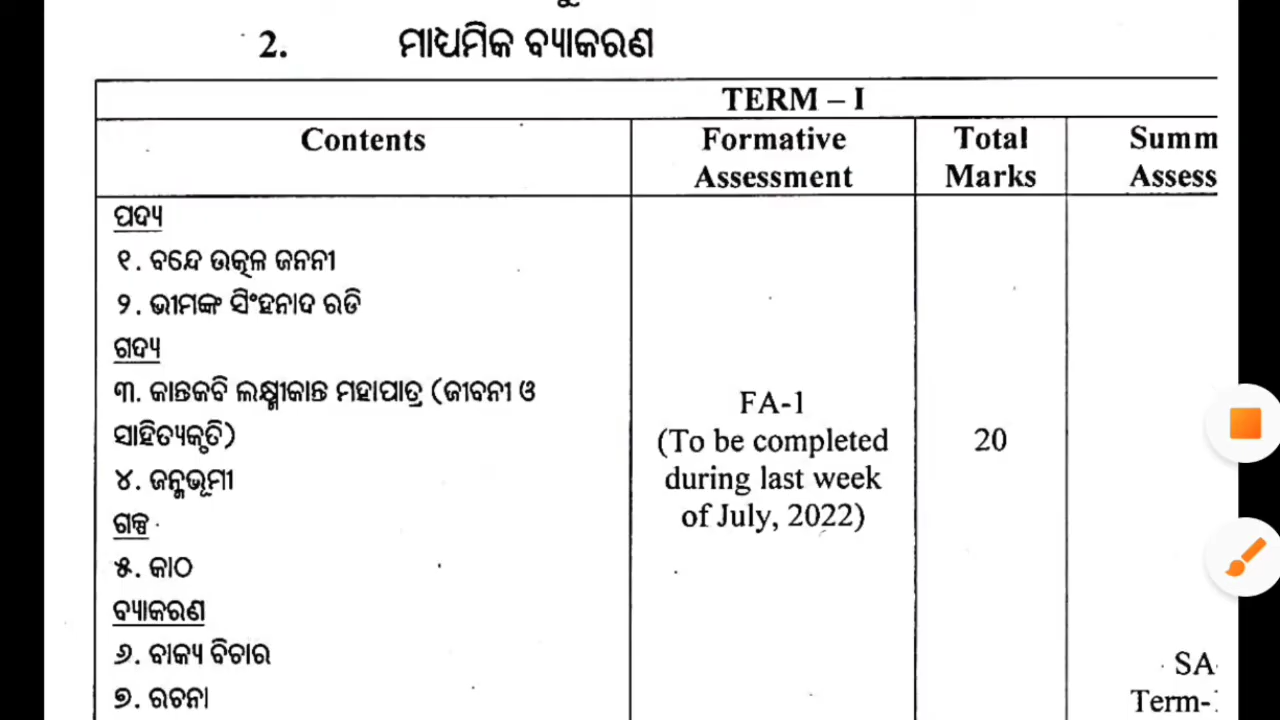 2. ମାଧ୍ୟମିକ ବ୍ୟାକରଣ
TERM – I
Contents
Formative Assessment
Total Marks
Summ
Assess
ପଦ୍ୟ
୧. ବନ୍ଦେ ଉତ୍କଳ ଜନନୀ
୨. ଭୀମଙ୍କ ସିଂହନାଦ ରଡି
ଗଦ୍ୟ
୩. କାନ୍ତକବି ଲକ୍ଷ୍ମୀକାନ୍ତ ମହାପାତ୍ର (ଜୀବନୀ ଓ
ସାହିତ୍ୟକୃତି)
୪. ଜନ୍ମଭୂମୀ
ଗଳ୍ପ
୫. କାଠ
ବ୍ୟାକରଣ
୬. ବାକ୍ୟ ବିଚାର
୭. ରଚନା
FA-1
(To be completed
during last week
of July, 2022)
20
SA
Term-